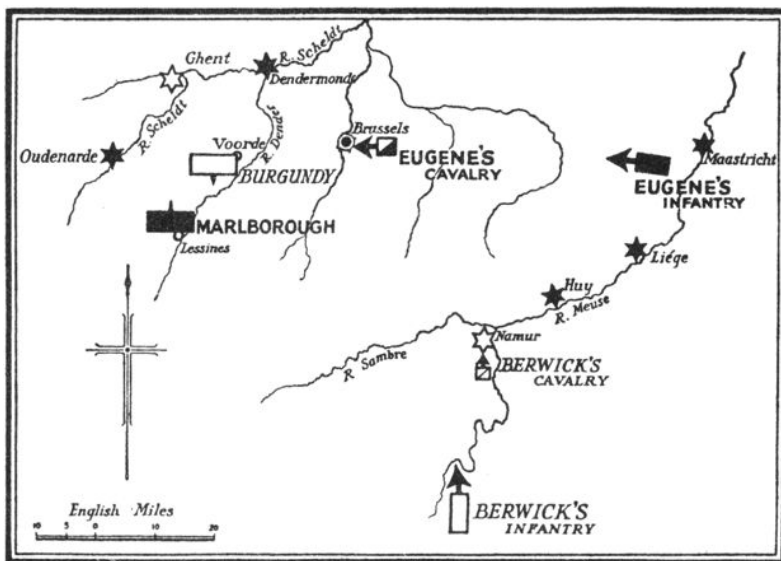 Ghent
R. Scheldt
Dendermonde
R. Scheldt
Oudenarde
Voorde
R. Dender
BURGUNDY
Brussels
EUGENE'S
CAVALRY
Maastricht
EUGENE'S
INFANTRY
MARLBOROUGH
Lessines
Liége
Huy
R. Meuse
Namur
R. Sambre
BERWICK'S
CAVALRY
BERWICK'S
INFANTRY
English Miles
10 5 0 10 20